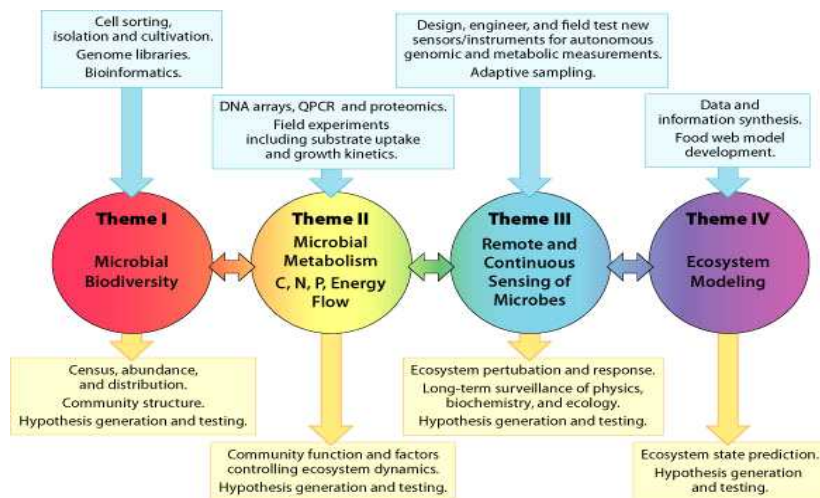 Cell sorting,
isolation and cultivation.
Genome libraries.
Bioinformatics.
DNA arrays, QPCR and proteomics.
Field experiments
including substrate uptake
and growth kinetics.
Design, engineer, and field test new
sensors/instruments for autonomous
genomic and metabolic measurements.
Adaptive sampling.
Data and
information synthesis.
Food web model
development.
Theme I
Microbial
Biodiversity
Theme II
Microbial
Metabolism
C, N, P, Energy
Flow
Theme III
Remote and
Continuous
Sensing of
Microbes
Theme IV
Ecosystem
Modeling
Census, abundance,
and distribution.
Community structure.
Hypothesis generation and testing.
Community function and factors
controlling ecosystem dynamics.
Hypothesis generation and testing.
Ecosystem pertubation and response.
Long-term surveillance of physics,
biochemistry, and ecology.
Hypothesis generation and testing.
Ecosystem state prediction.
Hypothesis generation
and testing.